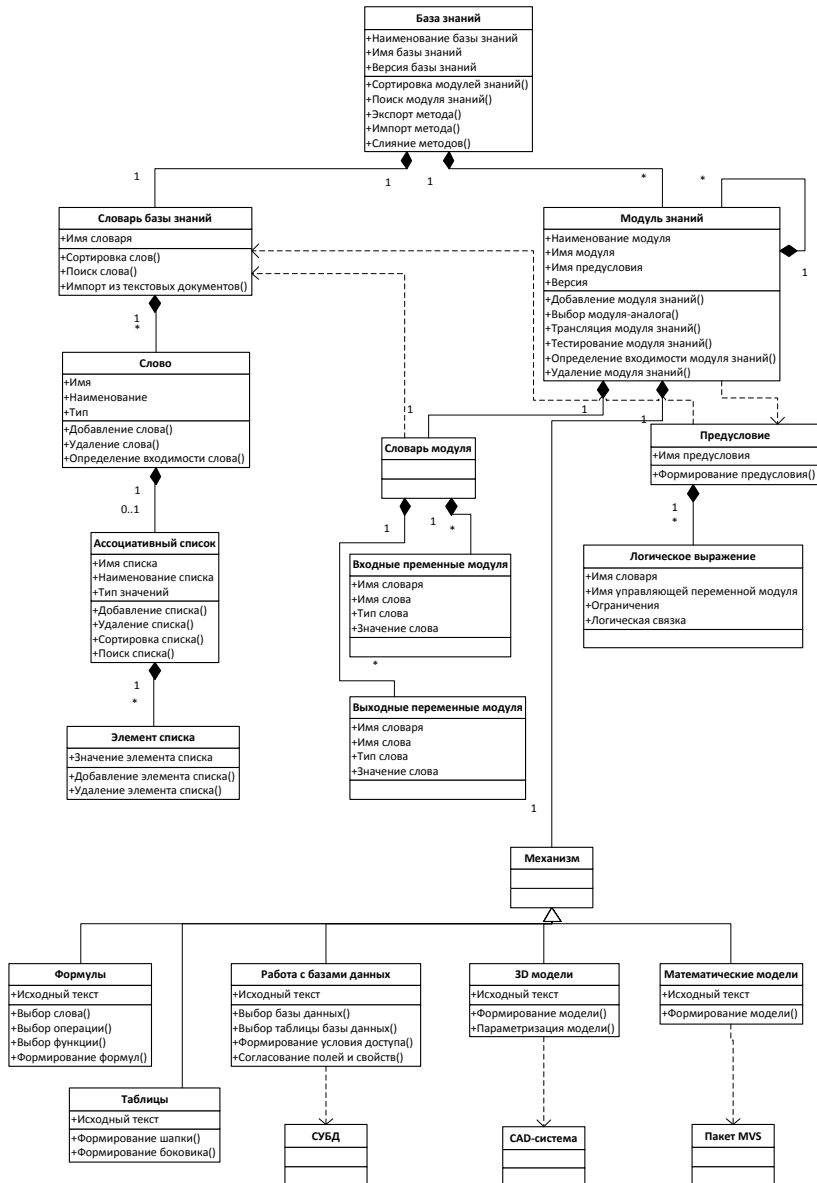 База знаний
+Наименование базы знаний
+Имя базы знаний
+Версия базы знаний
+Сортировка модулей знаний()
+Поиск модуля знаний()
+Экспорт метода()
+Импорт метода()
+Слияние методов()
1
1
1
*
*
1
Словарь базы знаний
+Имя словаря
+Сортировка слов()
+Поиск слова()
+Импорт из текстовых документов()
Модуль знаний
+Наименование модуля
+Имя модуля
+Имя предусловия
+Версия
+Добавление модуля знаний()
+Выбор модуля-аналога()
+Трансляция модуля знаний()
+Тестирование модуля знаний()
+Определение входимости модуля знаний()
+Удаление модуля знаний()
1
*
Слово
+Имя
+Наименование
+Тип
+Добавление слова()
+Удаление слова()
+Определение входимости слова()
1
1
1
Словарь модуля
Предусловие
+Имя предусловия
+Формирование предусловия()
1
0..1
1
1
*
1
*
Ассоциативный список
+Имя списка
+Наименование списка
+Тип значений
+Добавление списка()
+Удаление списка()
+Сортировка списка()
+Поиск списка()
Входные пременные модуля
+Имя словаря
+Имя слова
+Тип слова
+Значение слова
Логическое выражение
+Имя словаря
+Имя управляющей переменной модуля
+Ограничения
+Логическая связка
1
*
*
Элемент списка
+Значение элемента списка
+Добавление элемента списка()
+Удаление элемента списка()
Выходные переменные модуля
+Имя словаря
+Имя слова
+Тип слова
+Значение слова
1
Механизм
Формулы
+Исходный текст
+Выбор слова()
+Выбор операции()
+Выбор функции()
+Формирование формул()
Работа с базами данных
+Исходный текст
+Выбор базы данных()
+Выбор таблицы базы данных()
+Формирование условия доступа()
+Согласование полей и свойств()
3D модели
+Исходный текст
+Формирование модели()
+Параметризация модели()
Математические модели
+Исходный текст
+Формирование модели()
Таблицы
+Исходный текст
+Формирование шапки()
+Формирование боковика()
СУБД
CAD-система
Пакет MVS